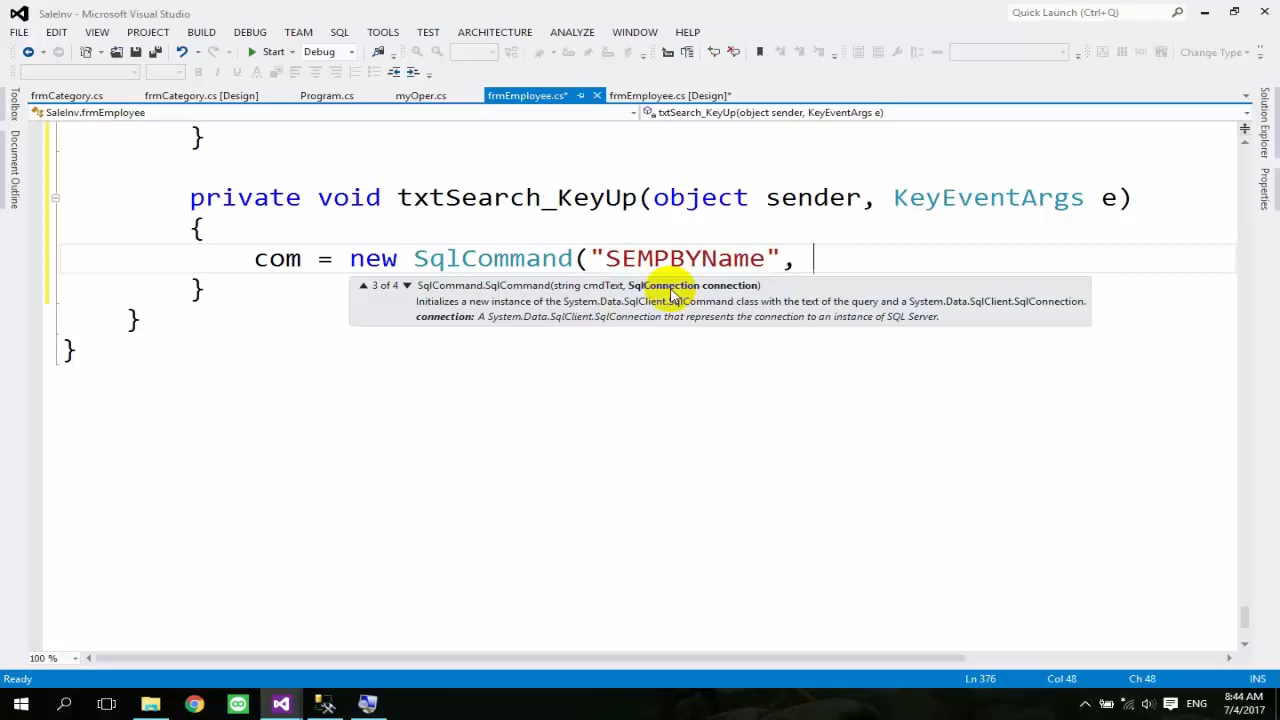 SaleInv - Microsoft Visual Studio
Quick Launch (Ctrl+Q)
FILE EDIT VIEW PROJECT BUILD DEBUG TEAM SQL TOOLS TEST ARCHITECTURE ANALYZE WINDOW HELP
Start Debug Change Type
B I U A
frmCategory.cs frmCategory.cs [Design] Program.cs myOper.cs frmEmployee.cs* frmEmployee.cs [Design]*
SaleInv.frmEmployee txtSearch_KeyUp(object sender, KeyEventArgs e)
Toolbox
Document Outline
Solution Explorer
Properties
}
private void txtSearch_KeyUp(object sender, KeyEventArgs e)
{
com = new SqlCommand("SEMPBYName",
3 of 4 SqlCommand.SqlCommand(string cmdText, SqlConnection connection)
Initializes a new instance of the System.Data.SqlClient.SqlCommand class with the text of the query and a System.Data.SqlClient.SqlConnection.
connection: A System.Data.SqlClient.SqlConnection that represents the connection to an instance of SQL Server.
}
}
}
100 %
Ready Ln 376 Col 48 Ch 48 INS
ENG
8:44 AM
7/4/2017